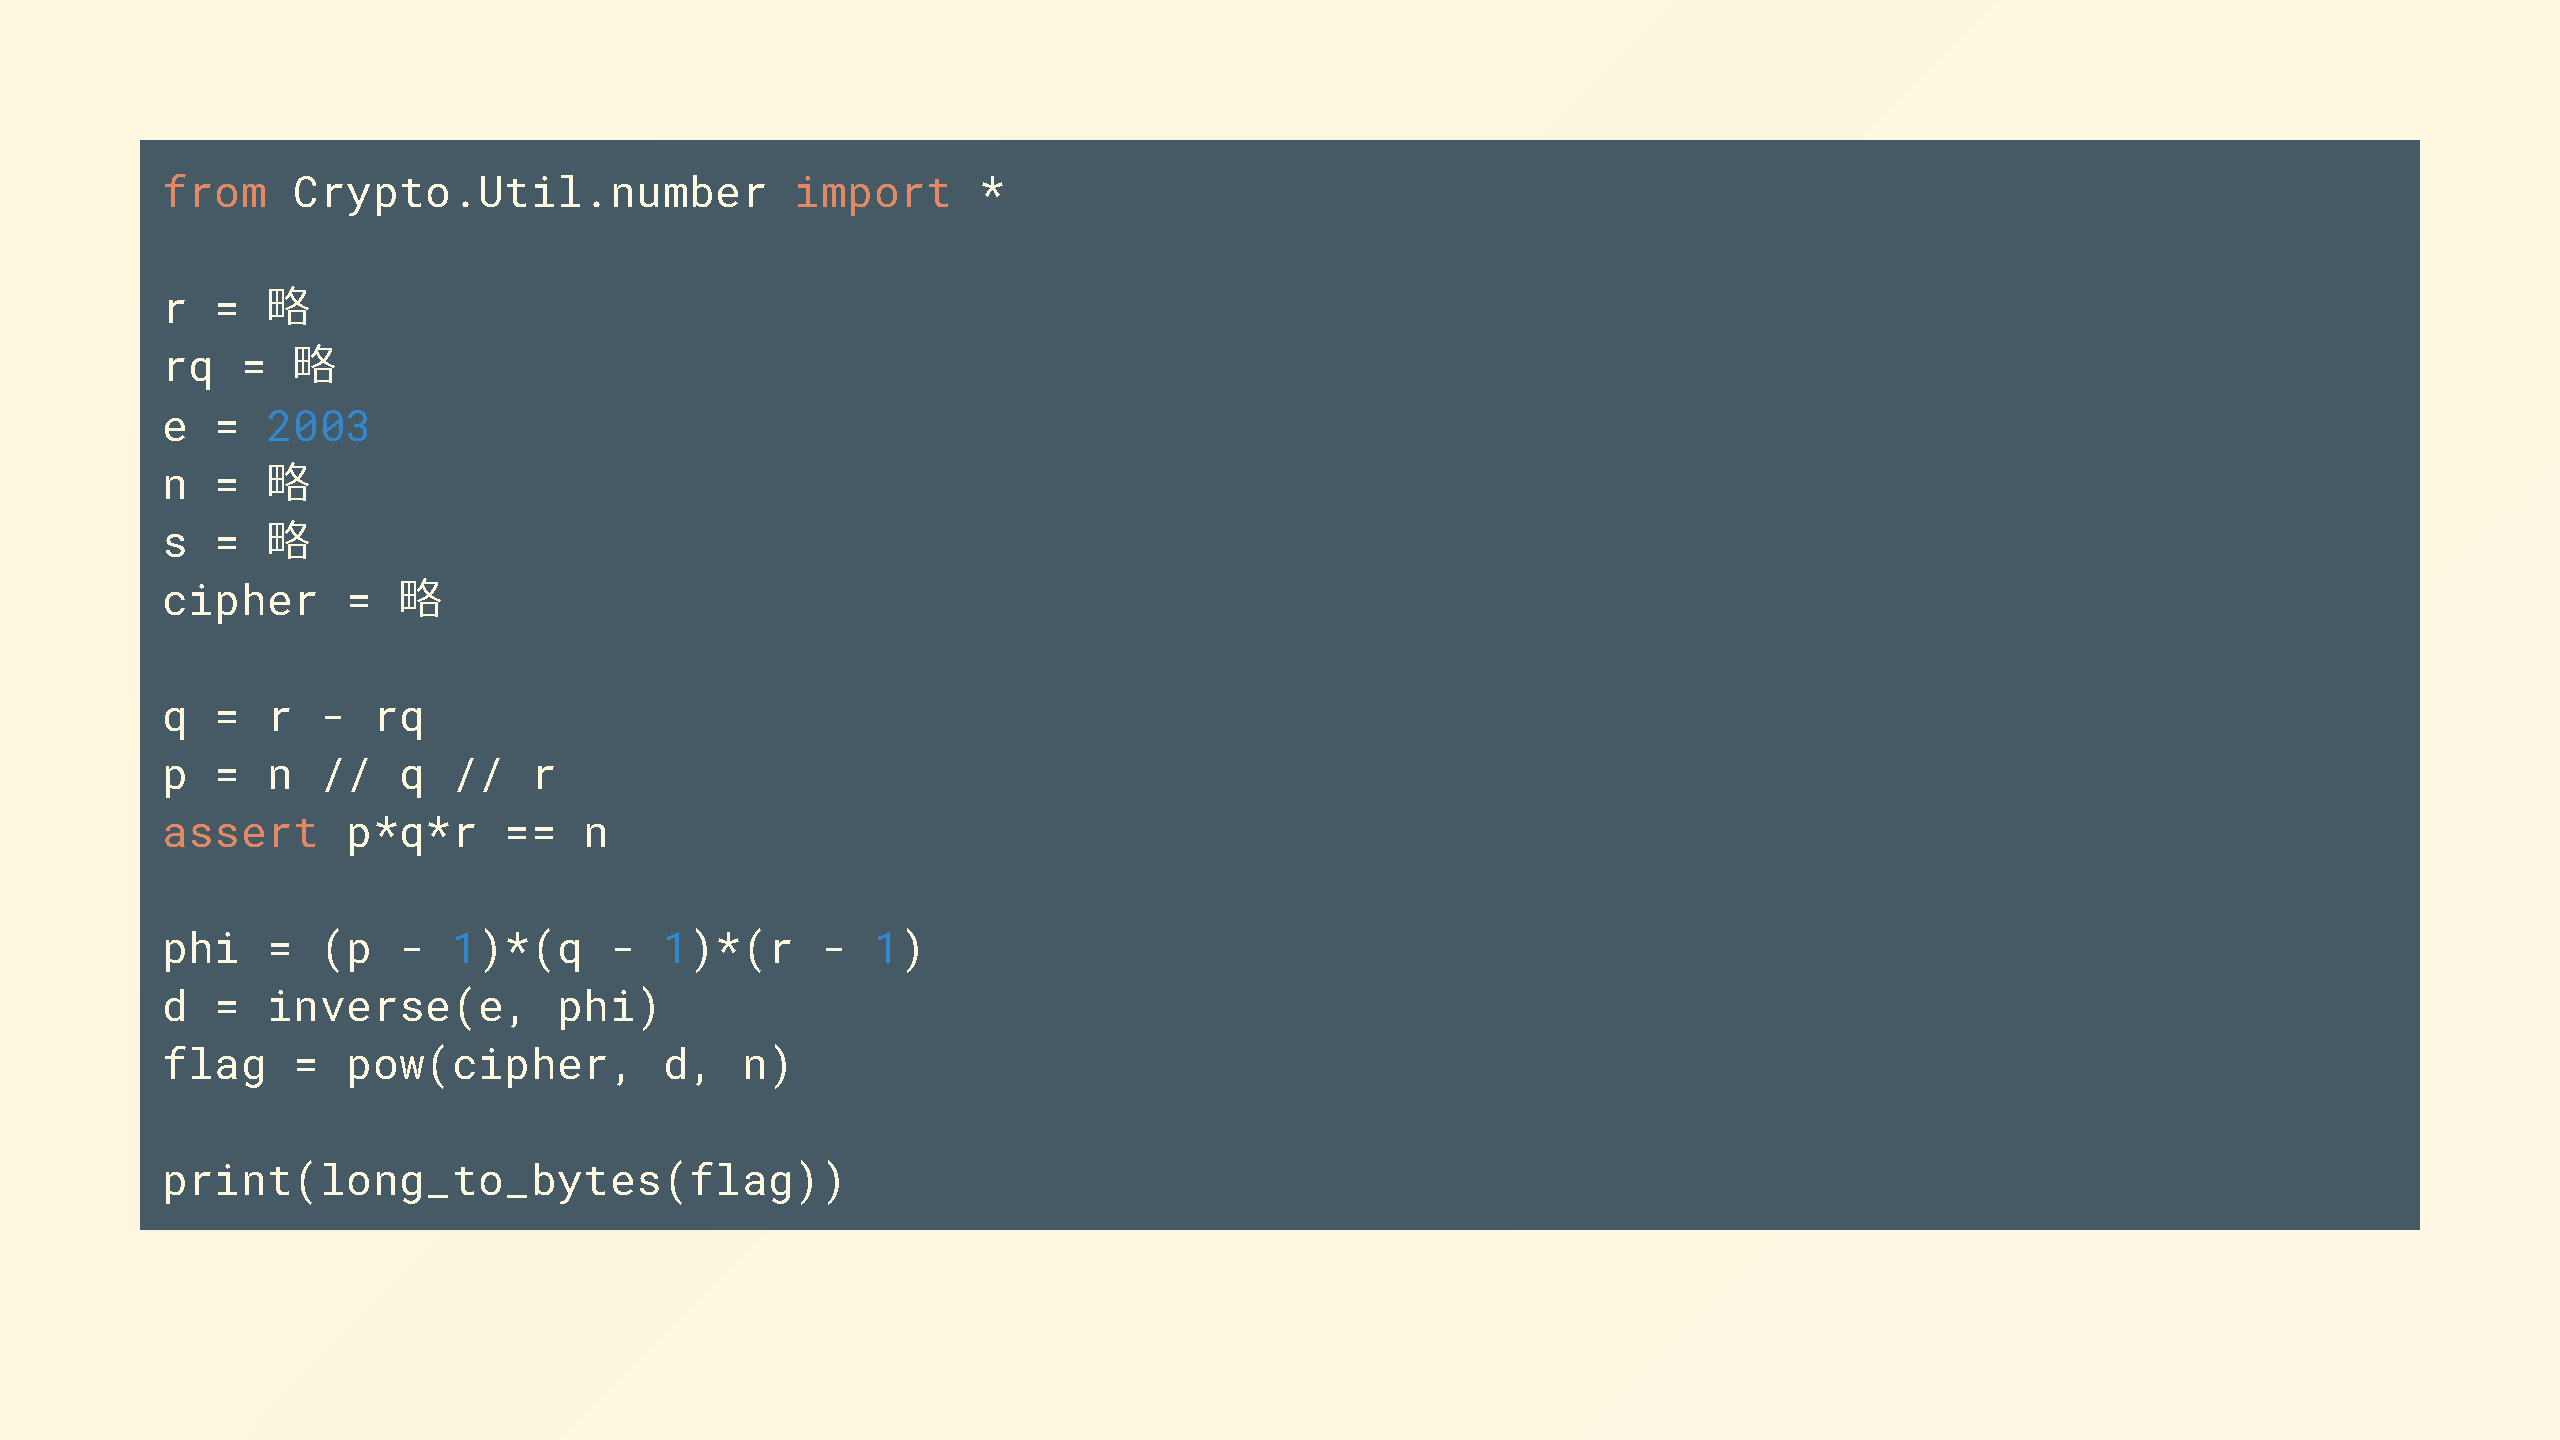 from Crypto.Util.number import *
r = 略
rq = 略
e = 2003
n = 略
s = 略
cipher = 略
q = r - rq
p = n // q // r
assert p*q*r == n
phi = (p - 1)*(q - 1)*(r - 1)
d = inverse(e, phi)
flag = pow(cipher, d, n)
print(long_to_bytes(flag))